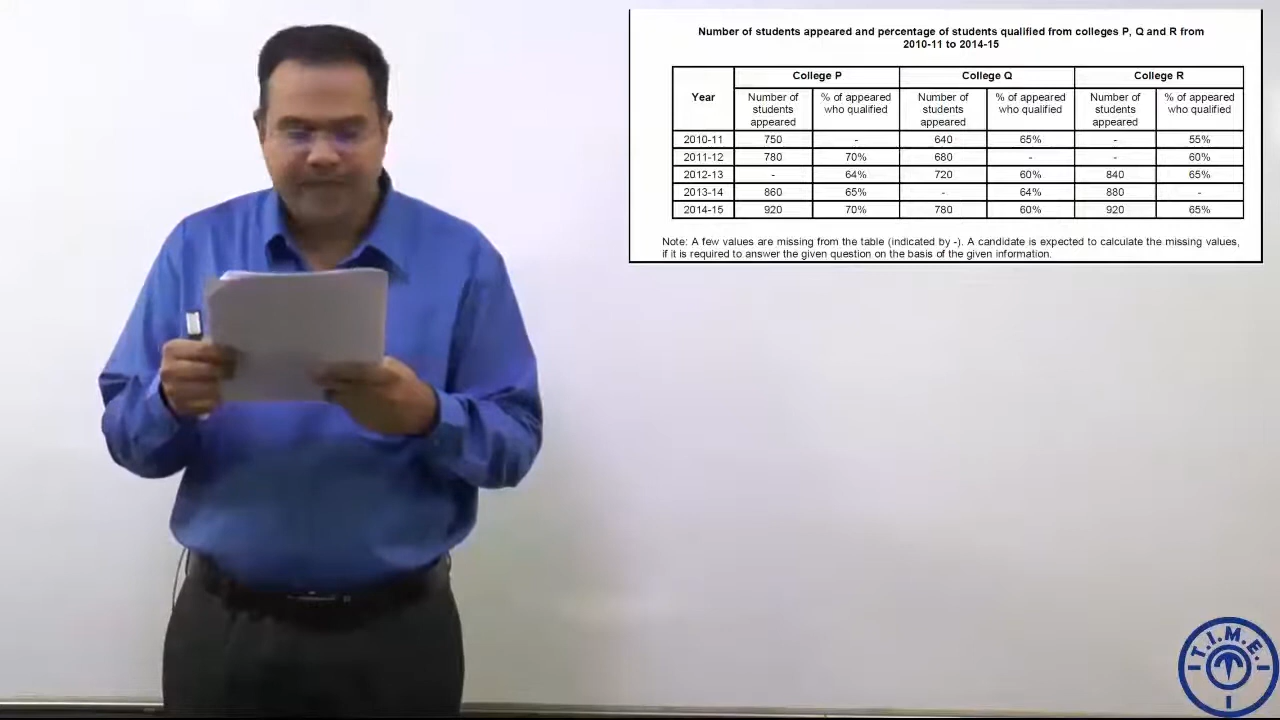 Number of students appeared and percentage of students qualified from colleges P, Q and R from
2010-11 to 2014-15
Year College P College Q College R
Number of students appeared % of appeared who qualified Number of students appeared % of appeared who qualified Number of students appeared % of appeared who qualified
2010-11 750 - 640 65% - 55%
2011-12 780 70% 680 - - 60%
2012-13 - 64% 720 60% 840 65%
2013-14 860 65% - 64% 880 -
2014-15 920 70% 780 60% 920 65%
Note: A few values are missing from the table (indicated by -). A candidate is expected to calculate the missing values,
if it is required to answer the given question on the basis of the given information.
T.I.M.E.